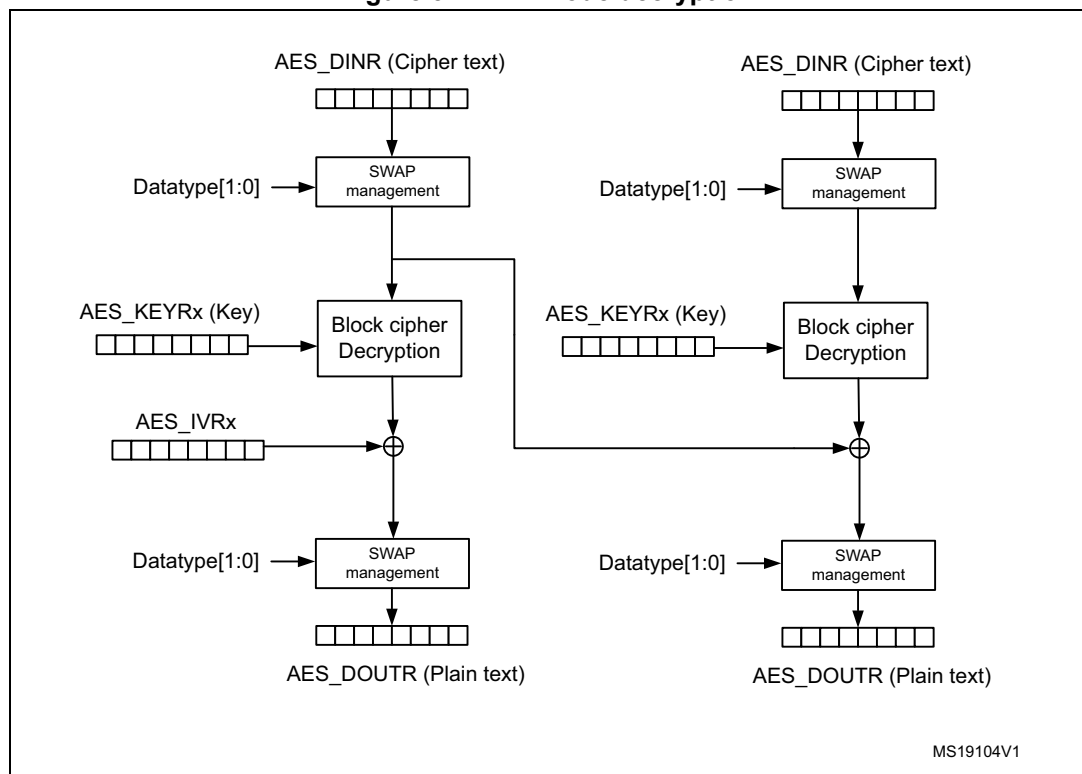 AES_DINR (Cipher text)
AES_DINR (Cipher text)
SWAP
management
Datatype[1:0]
SWAP
management
Datatype[1:0]
AES_KEYRx (Key)
Block cipher
Decryption
AES_KEYRx (Key)
Block cipher
Decryption
AES_IVRx
Datatype[1:0]
SWAP
management
Datatype[1:0]
SWAP
management
AES_DOUTR (Plain text)
AES_DOUTR (Plain text)
MS19104V1